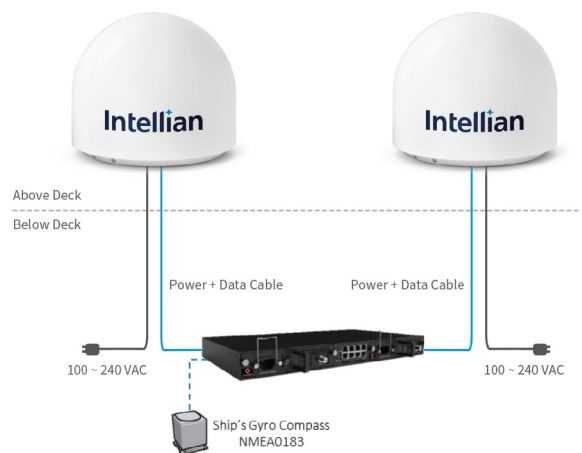 Intellian
Intellian
Above Deck
Below Deck
Power + Data Cable
Power + Data Cable
100 ~ 240 VAC
100 ~ 240 VAC
Ship's Gyro Compass
NMEA0183